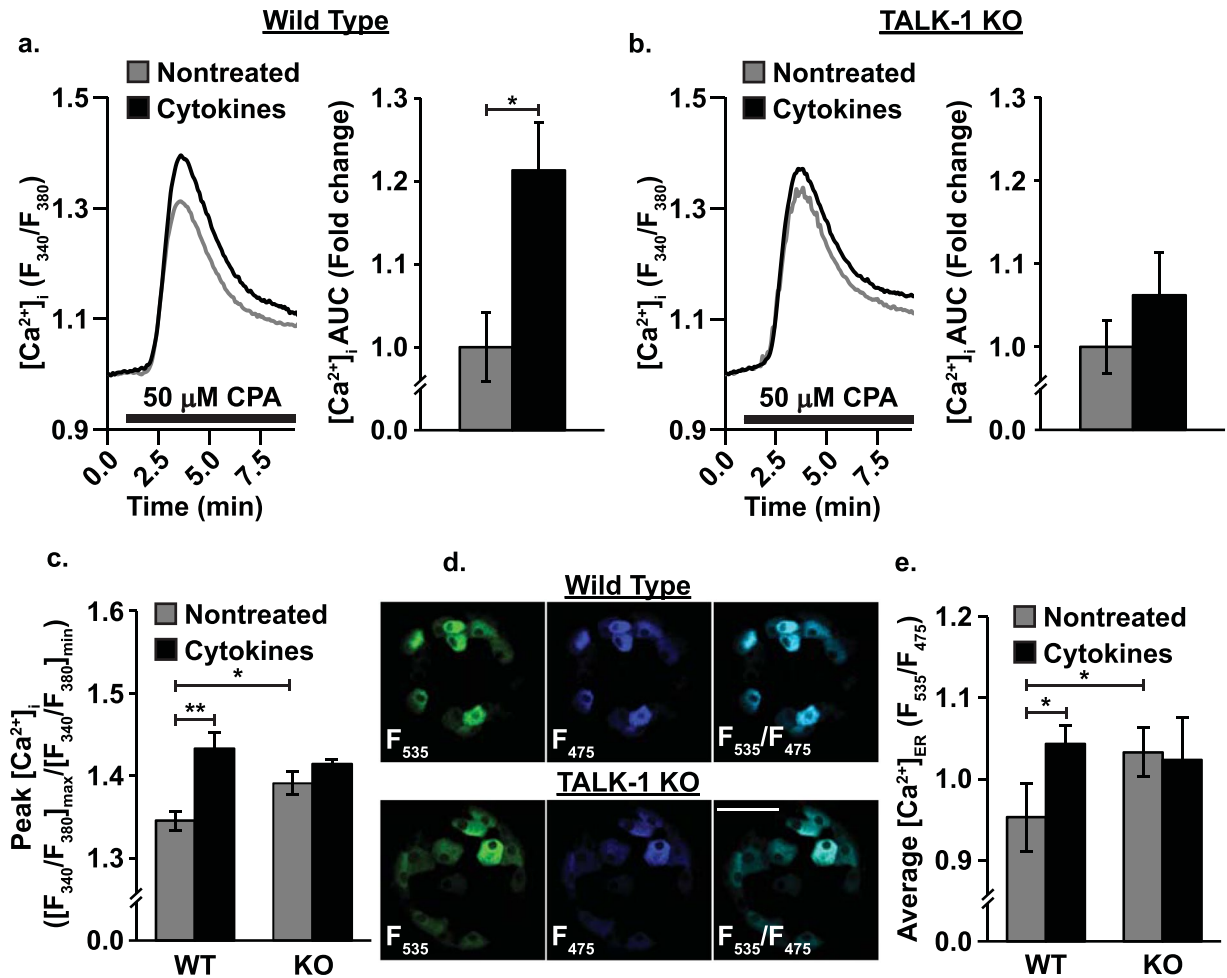 Wild Type
a.
Nontreated
Cytokines
[Ca²⁺]ᵢ (F₃₄₀/F₃₈₀)
1.5
1.3
1.1
0.9
50 μM CPA
0.0 2.5 5.0 7.5
Time (min)
[Ca²⁺]ᵢ AUC (Fold change)
1.3
1.2
1.1
1.0
0.0
*
TALK-1 KO
b.
Nontreated
Cytokines
[Ca²⁺]ᵢ (F₃₄₀/F₃₈₀)
1.5
1.3
1.1
0.9
50 μM CPA
0.0 2.5 5.0 7.5
Time (min)
[Ca²⁺]ᵢ AUC (Fold change)
1.3
1.2
1.1
1.0
0.0
c.
Nontreated
Cytokines
Peak [Ca²⁺]ᵢ
([F₃₄₀/F₃₈₀]max/[F₃₄₀/F₃₈₀]min)
1.6
1.5
1.4
1.3
0.0
*
**
WT KO
d.
Wild Type
F₅₃₅ F₄₇₅ F₅₃₅/F₄₇₅
TALK-1 KO
F₅₃₅ F₄₇₅ F₅₃₅/F₄₇₅
e.
Nontreated
Cytokines
Average [Ca²⁺]ER (F₅₃₅/F₄₇₅)
1.2
1.1
1.0
0.9
0.0
*
*
WT KO